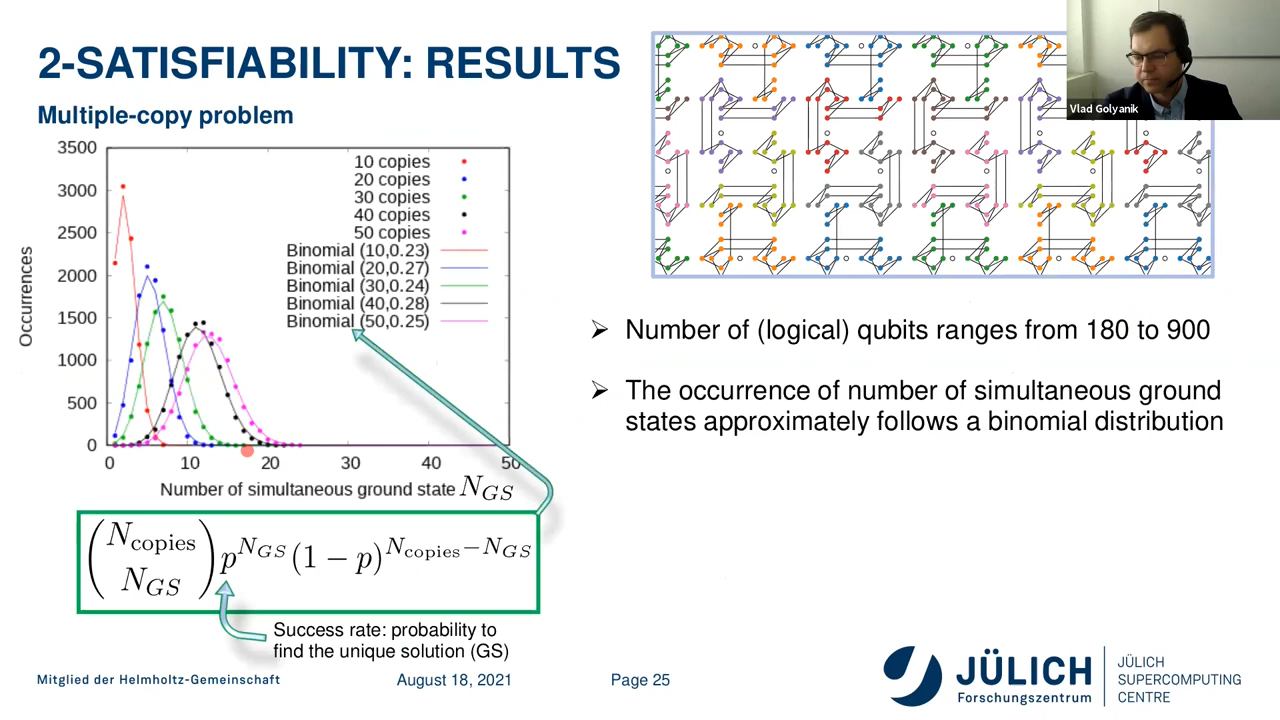 2-SATISFIABILITY: RESULTS
Multiple-copy problem
Vlad Golyanik
3500
3000
2500
2000
1500
1000
500
0
Occurrences
10 copies
20 copies
30 copies
40 copies
50 copies
Binomial (10,0.23)
Binomial (20,0.27)
Binomial (30,0.24)
Binomial (40,0.28)
Binomial (50,0.25)
0 10 20 30 40 50
Number of simultaneous ground state N_{GS}
\binom{N_{copies}}{N_{GS}} p^{N_{GS}} (1 − p)^{N_{copies}−N_{GS}}
Success rate: probability to
find the unique solution (GS)
➢ Number of (logical) qubits ranges from 180 to 900
➢ The occurrence of number of simultaneous ground
states approximately follows a binomial distribution
Mitglied der Helmholtz-Gemeinschaft
August 18, 2021
Page 25
JÜLICH
Forschungszentrum
JÜLICH
SUPERCOMPUTING
CENTRE